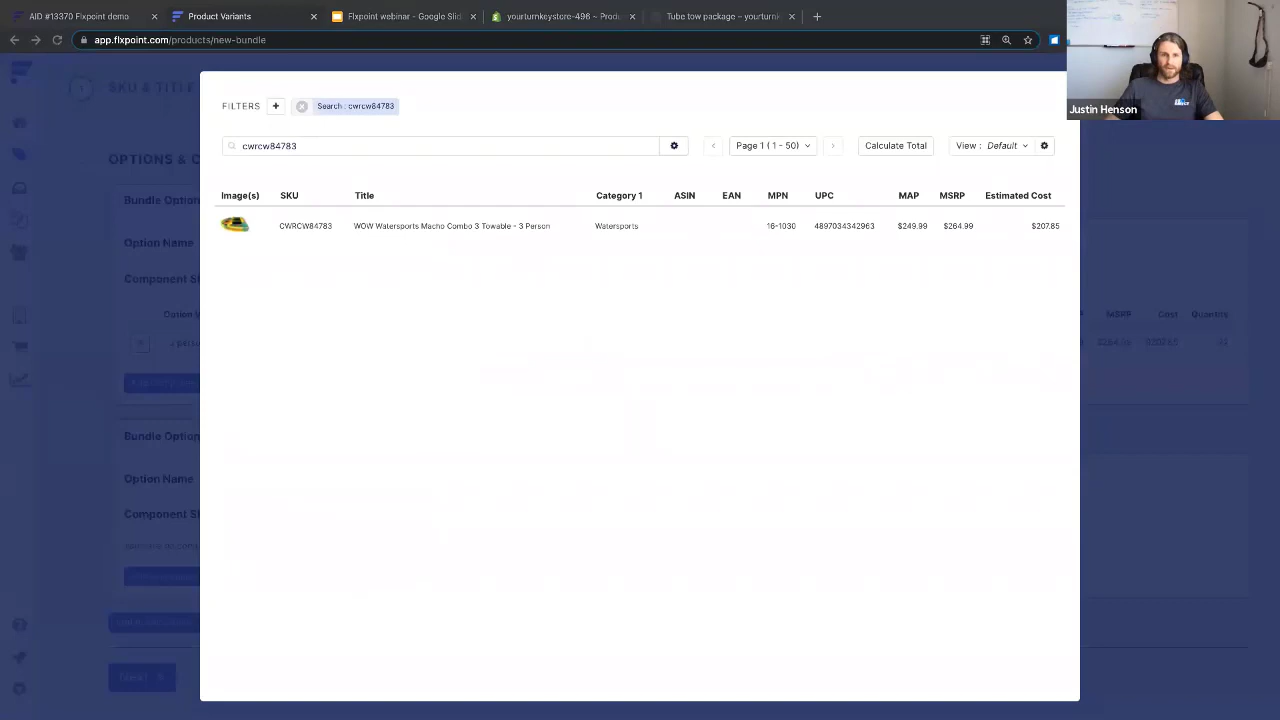 AID #13370 Flxpoint demo
Product Variants
Flxpoint webinar - Google Slid
yourturnkeystore-496 ~ Produ
Tube tow package – yourturnk
app.flxpoint.com/products/new-bundle
Justin Henson
SKU & TITLE
FILTERS
Search : cwrcw84783
cwrcw84783
Page 1 ( 1 - 50)
Calculate Total
View : Default
OPTIONS & C
Image(s) SKU Title Category 1 ASIN EAN MPN UPC MAP MSRP Estimated Cost
CWRCW84783 WOW Watersports Macho Combo 3 Towable - 3 Person Watersports 16-1030 4897034342963 $249.99 $264.99 $207.85
Bundle Option
Option Name
Component S
Option V
MSRP Cost Quantity
Bundle Option
Option Name
Component S